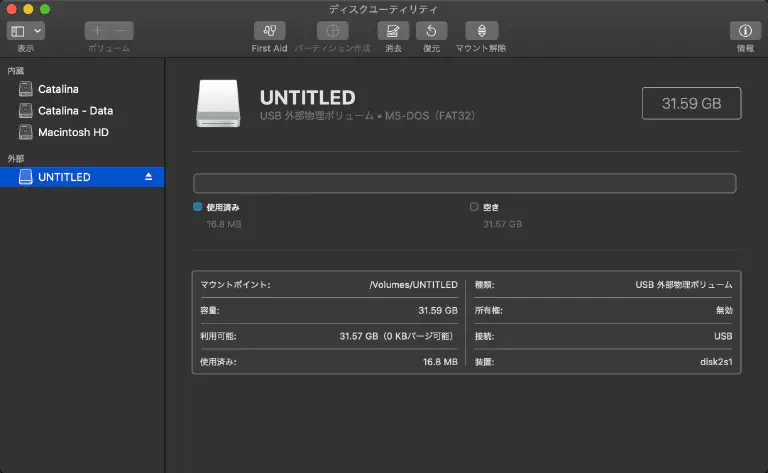 ディスクユーティリティ
表示
ボリューム
First Aid
パーティション作成
消去
復元
マウント解除
情報
内蔵
Catalina
Catalina - Data
Macintosh HD
外部
UNTITLED
UNTITLED
USB 外部物理ボリューム • MS-DOS（FAT32）
31.59 GB
使用済み
16.8 MB
空き
31.57 GB
マウントポイント: /Volumes/UNTITLED
容量: 31.59 GB
利用可能: 31.57 GB（0 KBパージ可能）
使用済み: 16.8 MB
種類: USB 外部物理ボリューム
所有権: 無効
接続: USB
装置: disk2s1